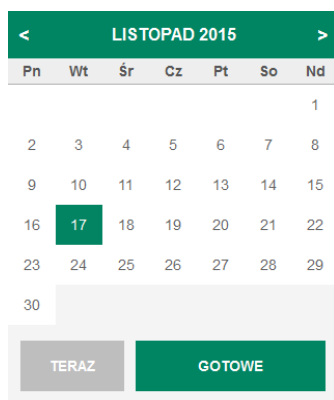 < LISTOPAD 2015 >
Pn Wt Śr Cz Pt So Nd
1
2 3 4 5 6 7 8
9 10 11 12 13 14 15
16 17 18 19 20 21 22
23 24 25 26 27 28 29
30
TERAZ GOTOWE